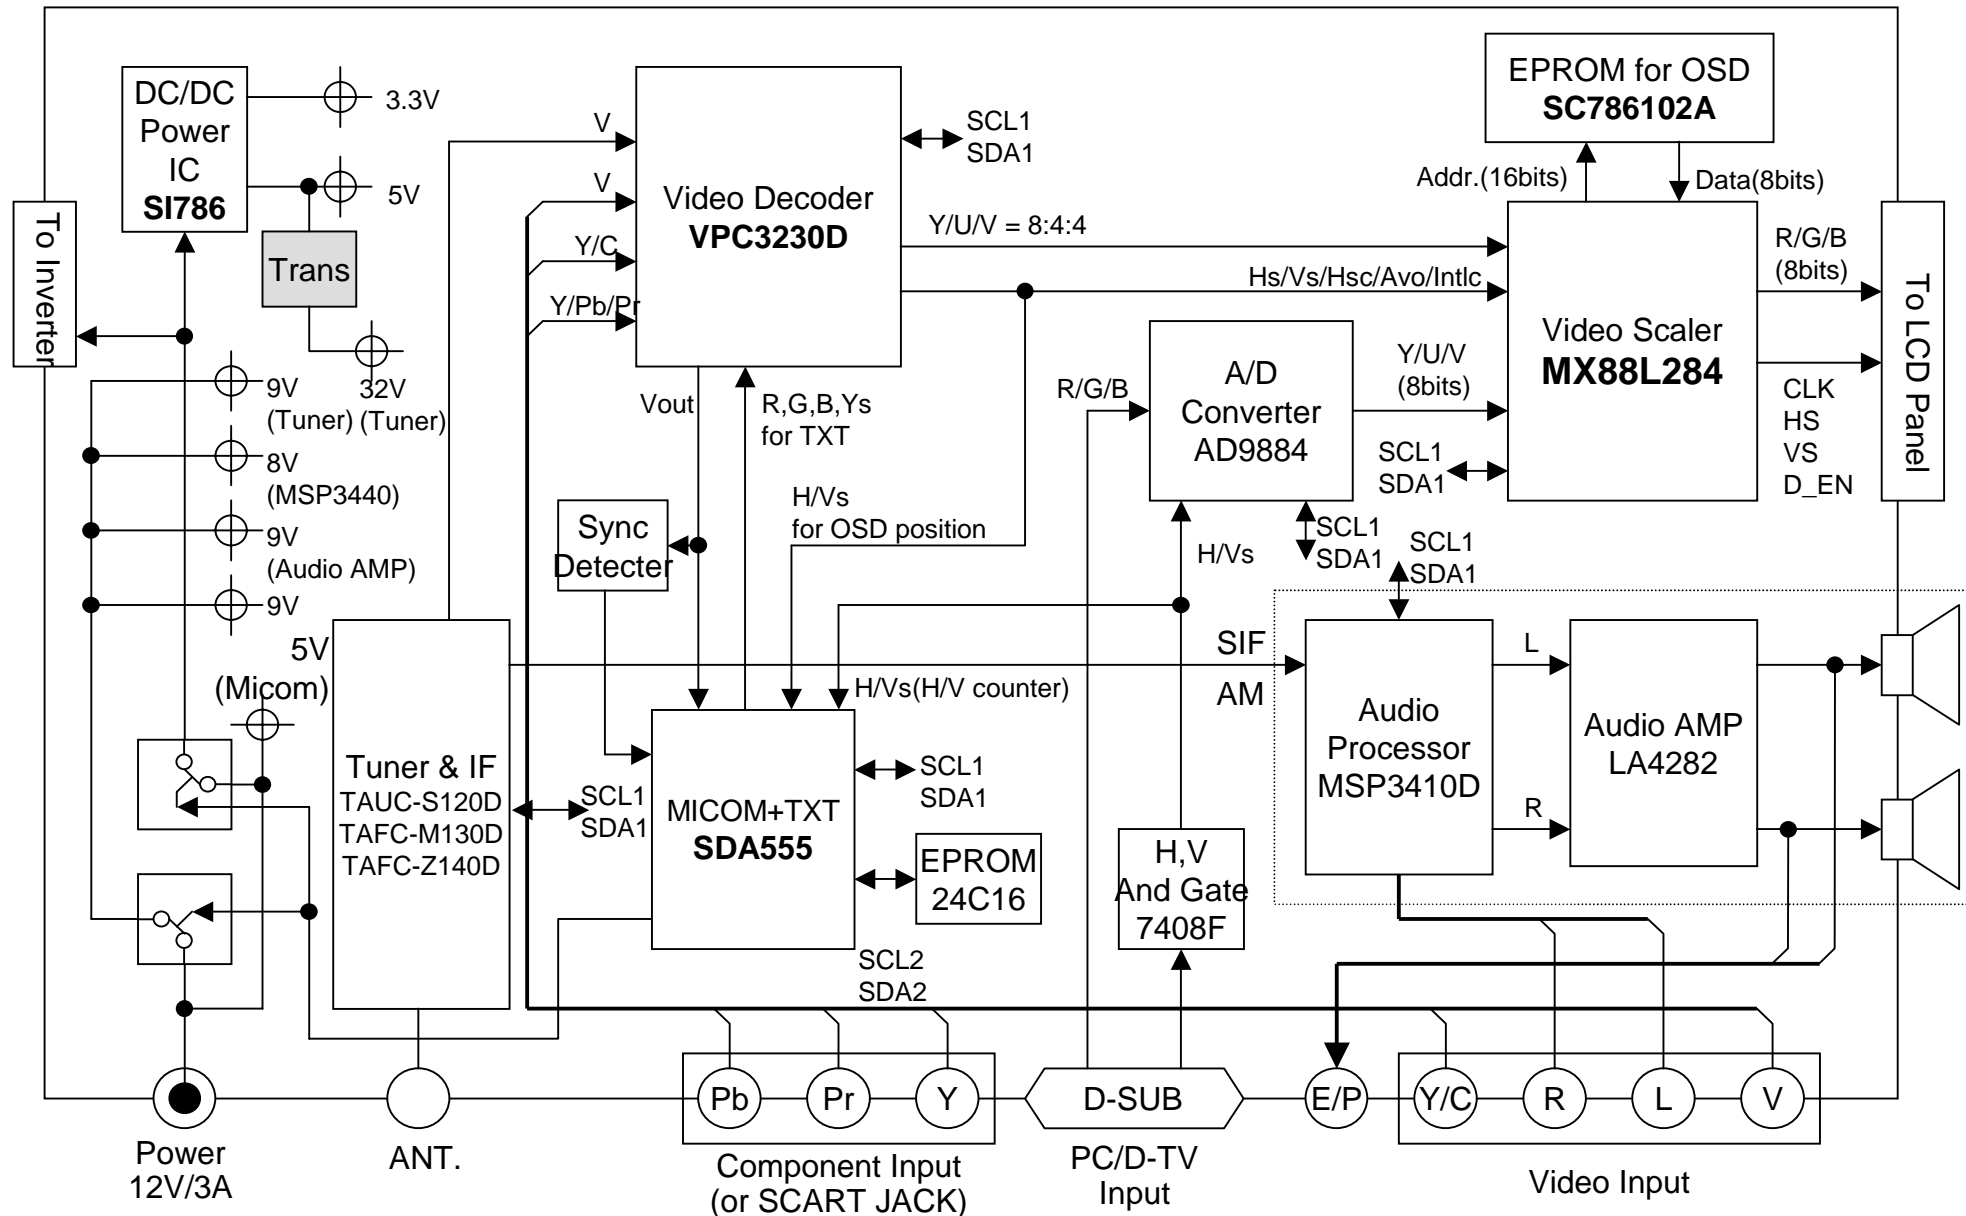 DC/DC
Power
IC
SI786
3.3V
5V
Trans
To Inverter
9V
(Tuner)
32V
(Tuner)
8V
(MSP3440)
9V
(Audio AMP)
9V
5V
(Micom)
Tuner & IF
TAUC-S120D
TAFC-M130D
TAFC-Z140D
SCL1
SDA1
V
V
Y/C
Y/Pb/Pr
Video Decoder
VPC3230D
SCL1
SDA1
Y/U/V = 8:4:4
Hs/Vs/Hsc/Avo/Intlc
Vout
R,G,B,Ys
for TXT
H/Vs
for OSD position
Sync
Detecter
H/Vs(H/V counter)
MICOM+TXT
SDA555
SCL1
SDA1
EPROM
24C16
SCL2
SDA2
EPROM for OSD
SC786102A
Addr.(16bits)
Data(8bits)
Video Scaler
MX88L284
R/G/B
(8bits)
CLK
HS
VS
D_EN
To LCD Panel
R/G/B
A/D
Converter
AD9884
Y/U/V
(8bits)
SCL1
SDA1
H/Vs
SCL1
SDA1
SCL1
SDA1
SIF
AM
Audio
Processor
MSP3410D
L
R
Audio AMP
LA4282
H,V
And Gate
7408F
Pb
Pr
Y
D-SUB
E/P
Y/C
R
L
V
Power
12V/3A
ANT.
Component Input
(or SCART JACK)
PC/D-TV
Input
Video Input